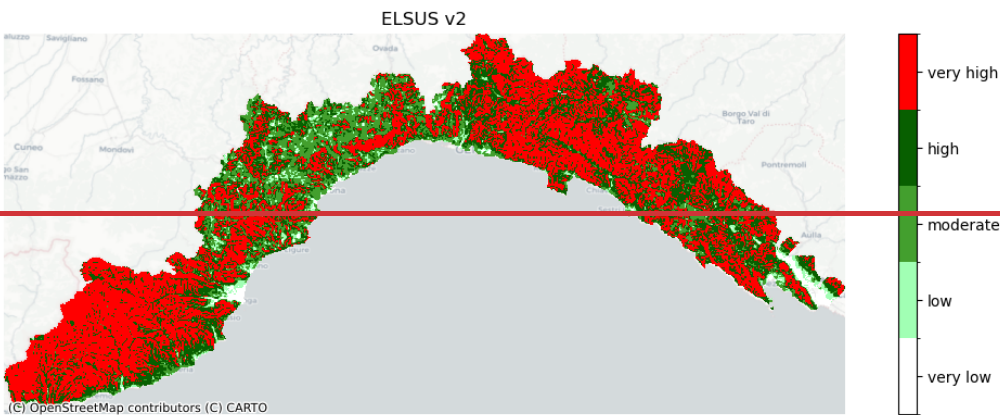 ELSUS v2
Savigliano
Ovada
Fossano
very high
Borgo Val di
Taro
Cuneo
Mondovì
high
Pontremoli
moderate
Aulla
low
very low
(C) OpenStreetMap contributors (C) CARTO